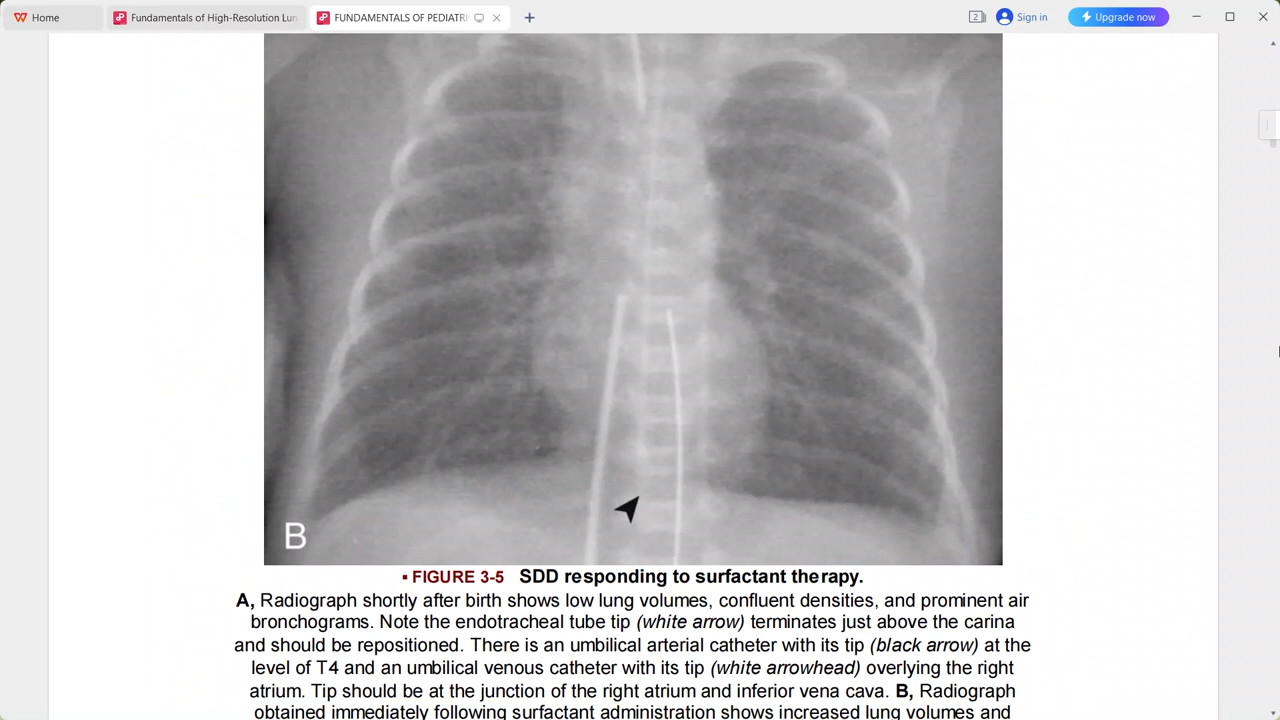 Home
Fundamentals of High-Resolution Lun
FUNDAMENTALS OF PEDIATRI
2
Sign in
Upgrade now
B
▪ FIGURE 3-5 SDD responding to surfactant therapy.
A, Radiograph shortly after birth shows low lung volumes, confluent densities, and prominent air
bronchograms. Note the endotracheal tube tip (white arrow) terminates just above the carina
and should be repositioned. There is an umbilical arterial catheter with its tip (black arrow) at the
level of T4 and an umbilical venous catheter with its tip (white arrowhead) overlying the right
atrium. Tip should be at the junction of the right atrium and inferior vena cava. B, Radiograph
obtained immediately following surfactant administration shows increased lung volumes and